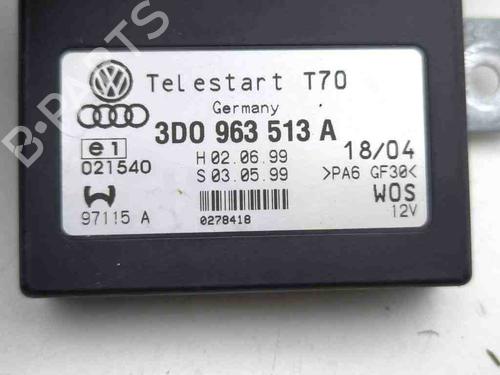 B-PARTS
Telestart T70
Germany
3D0 963 513 A
e1
021540
H 02.06.99
S 03.05.99
18/04
>PA6 GF30<
WOS
12V
97115 A
0278418